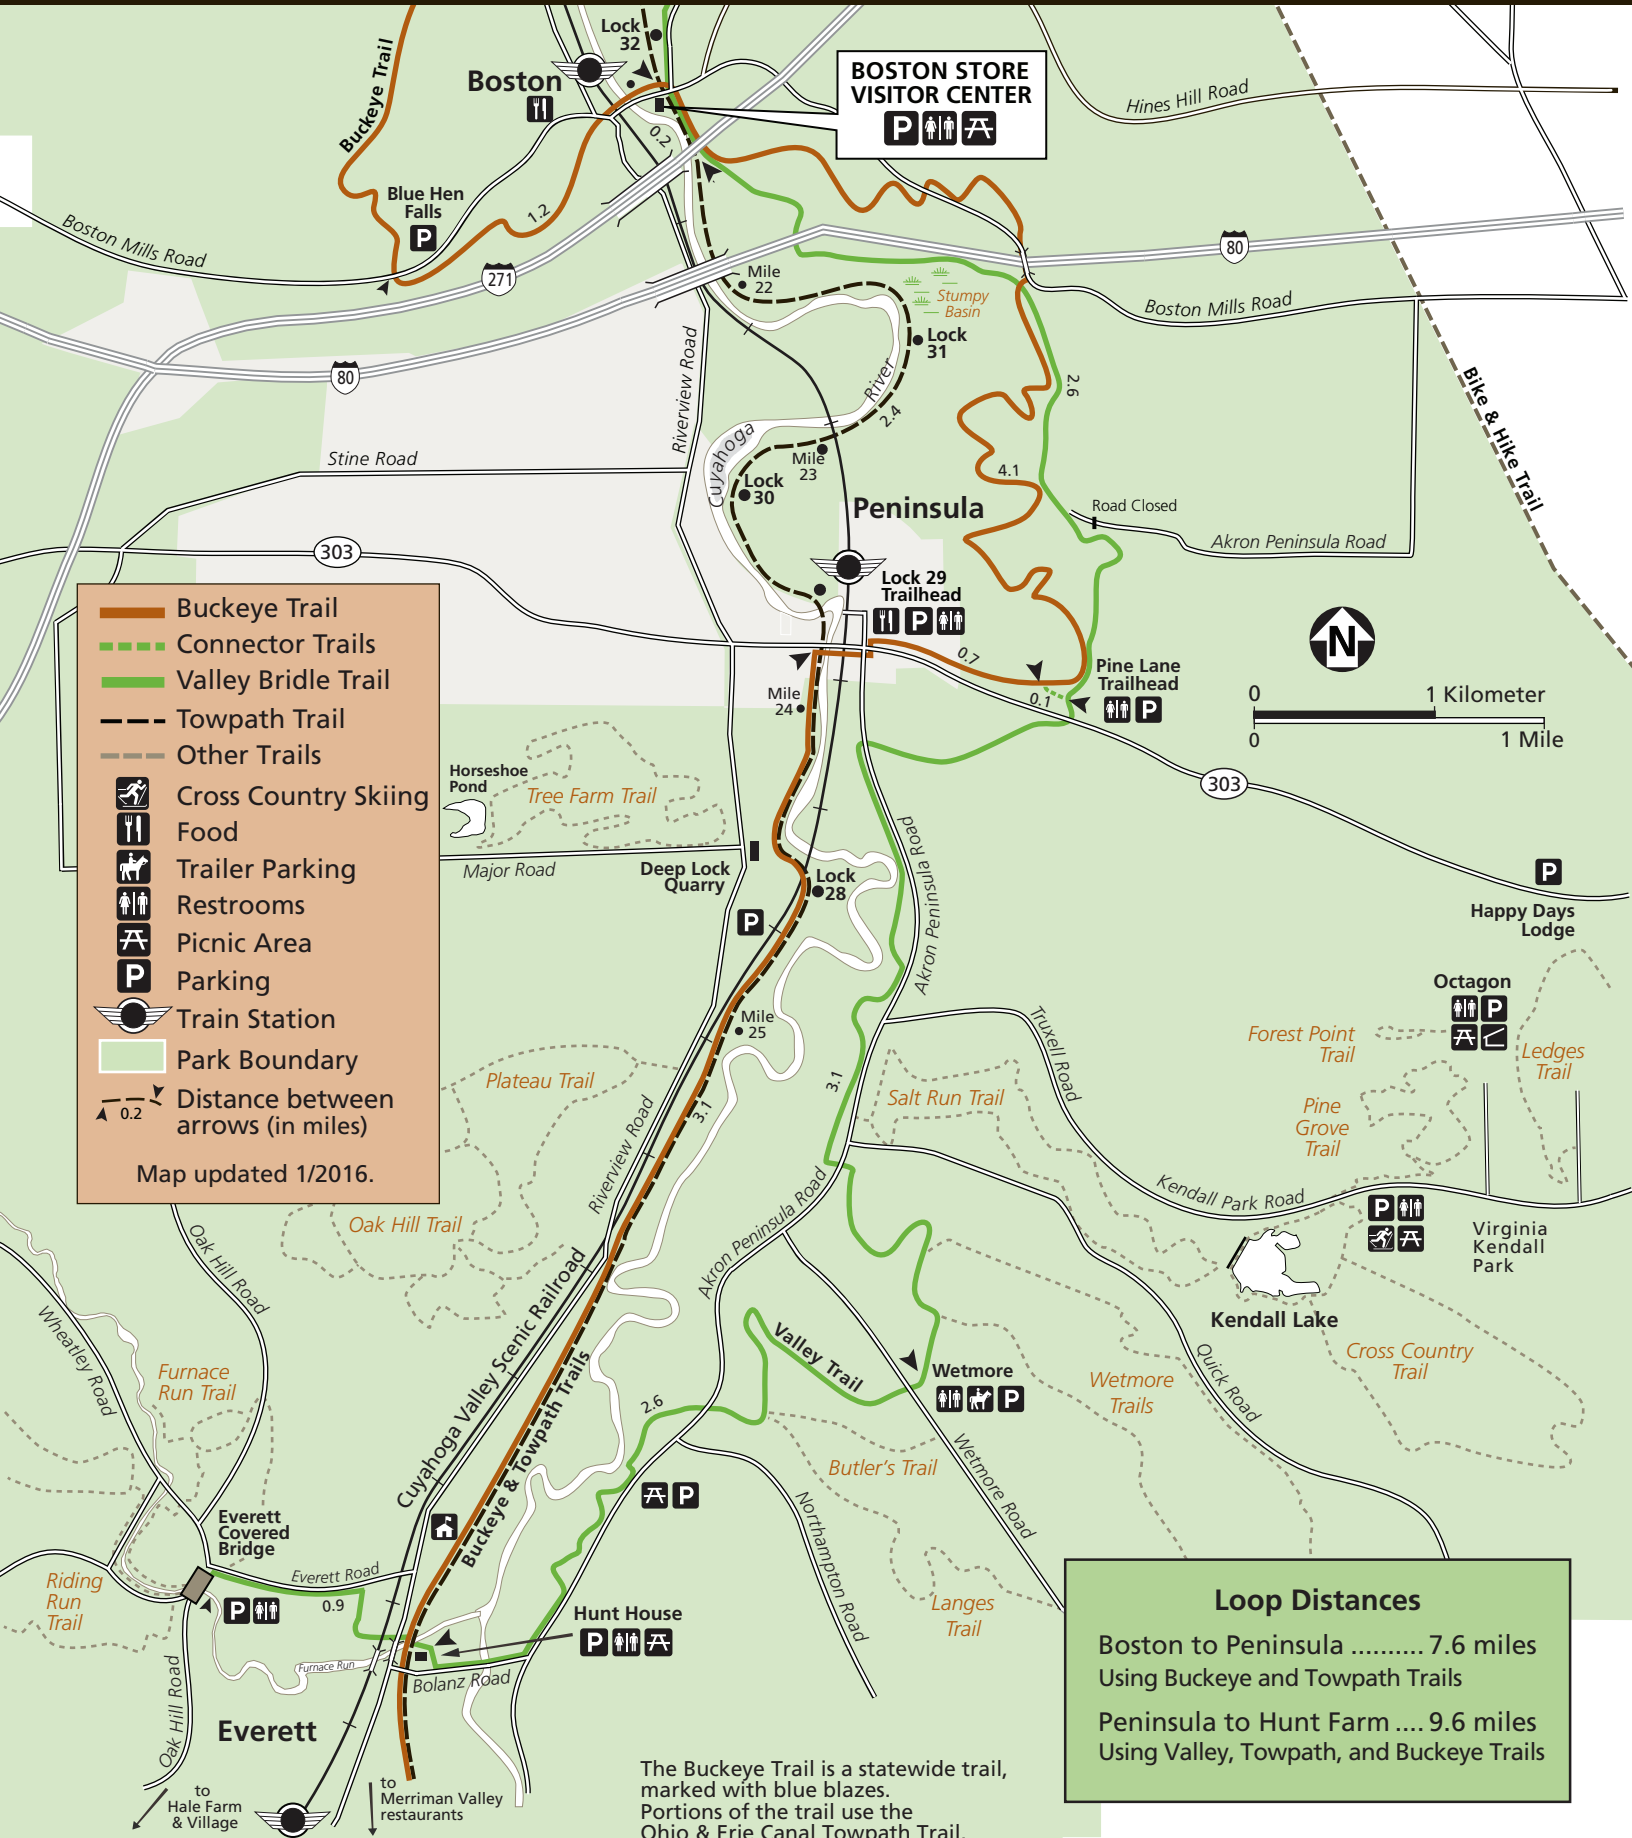 Lock
32
Boston
Buckeye Trail
BOSTON STORE
VISITOR CENTER
P
Hines Hill Road
0.2
Blue Hen
Falls
P
1.2
Boston Mills Road
271
80
Mile
22
Stumpy
Basin
Boston Mills Road
Lock
31
80
Riverview Road
River
2.4
2.6
Bike & Hike Trail
Cuyahoga
Stine Road
Mile
23
4.1
Lock
30
Peninsula
Road Closed
Akron Peninsula Road
303
Lock 29
Trailhead
P
N
0.7
Pine Lane
Trailhead
P
0.1
Mile
24
0 1 Kilometer
0 1 Mile
303
Buckeye Trail
Connector Trails
Valley Bridle Trail
Towpath Trail
Other Trails
Cross Country Skiing
Food
Trailer Parking
Restrooms
Picnic Area
P Parking
Train Station
Park Boundary
0.2
Distance between
arrows (in miles)
Map updated 1/2016.
Horseshoe
Pond
Tree Farm Trail
Major Road
Deep Lock
Quarry
P
Lock
28
Akron Peninsula Road
Akron Peninsula Road
P
Happy Days
Lodge
Octagon
P
Mile
25
Plateau Trail
3.1
3.1
Truxell Road
Salt Run Trail
Forest Point
Trail
Ledges
Trail
Pine
Grove
Trail
Riverview Road
Oak Hill Trail
Akron Peninsula Road
Kendall Park Road
P
Virginia
Kendall
Park
Kendall Lake
Oak Hill Road
Wheatley Road
Cuyahoga Valley Scenic Railroad
Furnace
Run Trail
Valley Trail
Wetmore
P
Wetmore
Trails
Quick Road
Cross Country
Trail
2.6
Buckeye & Towpath Trails
Butler's Trail
Wetmore Road
P
Northampton Road
Everett
Covered
Bridge
Everett Road
0.9
P
Riding
Run
Trail
Hunt House
P
Langes
Trail
Furnace Run
Bolanz Road
Oak Hill Road
Everett
to
Hale Farm
& Village
to
Merriman Valley
restaurants
Loop Distances
Boston to Peninsula .......... 7.6 miles
Using Buckeye and Towpath Trails
Peninsula to Hunt Farm .... 9.6 miles
Using Valley, Towpath, and Buckeye Trails
The Buckeye Trail is a statewide trail,
marked with blue blazes.
Portions of the trail use the
Ohio & Erie Canal Towpath Trail.